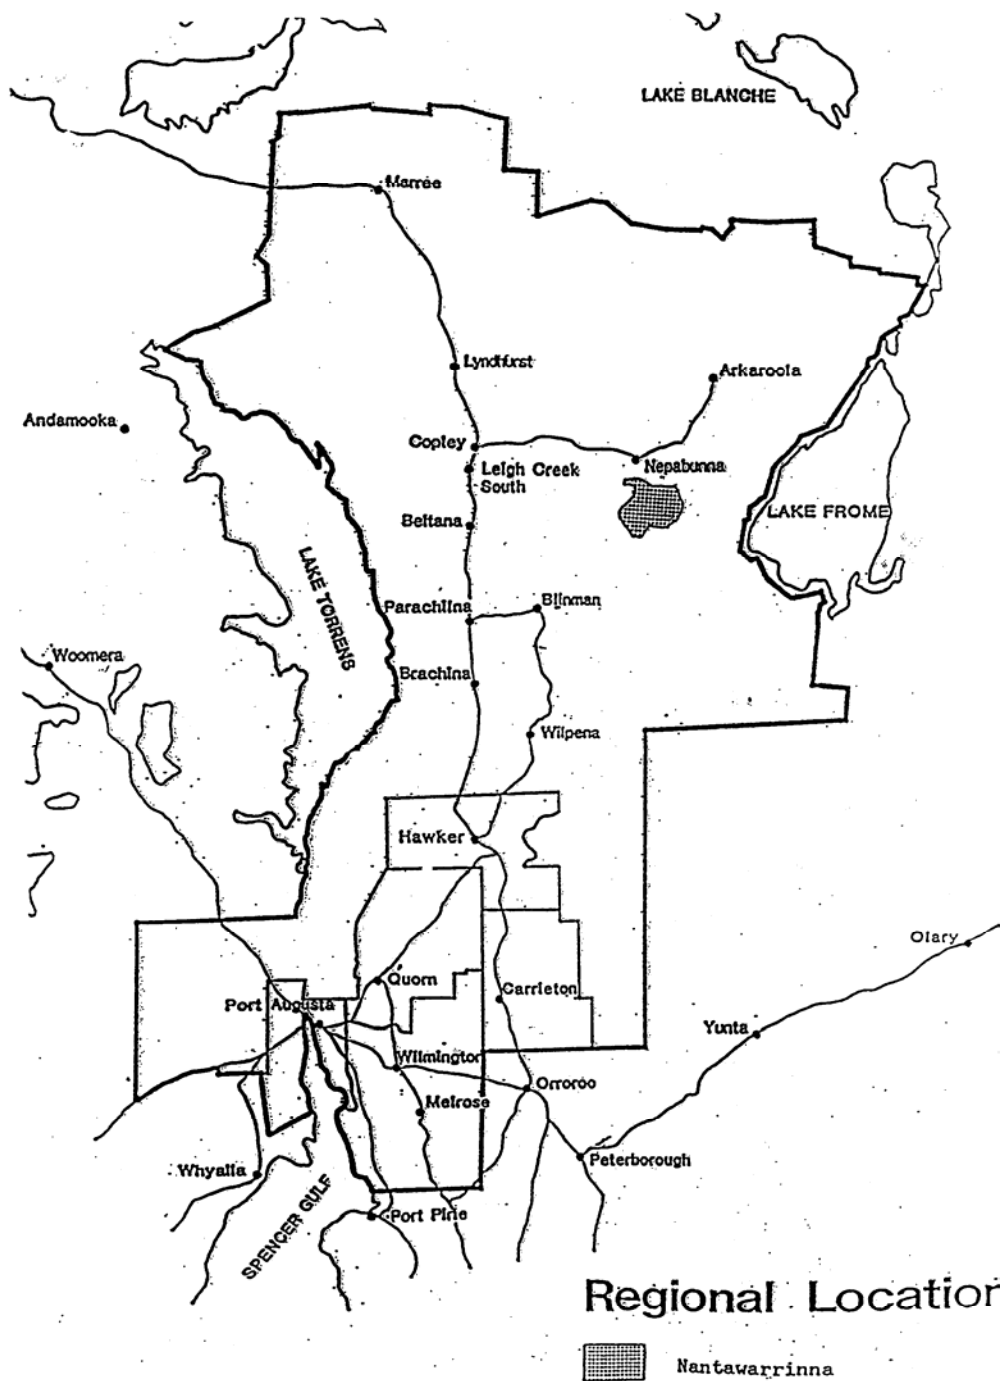 LAKE BLANCHE
Marree
Lyndhurst
Arkaroola
Andamooka
Copley
Nepabunna
Leigh Creek
South
LAKE FROME
Beltana
LAKE TORRENS
Blinman
Parachilna
Woomera
Brachina
Wilpena
Hawker
Olary
Quorn
Carrieton
Port Augusta
Yunta
Wilmington
Orroroo
Melrose
Peterborough
Whyalla
SPENCER GULF
Port Pirie
Regional Location
Nantawarrinna